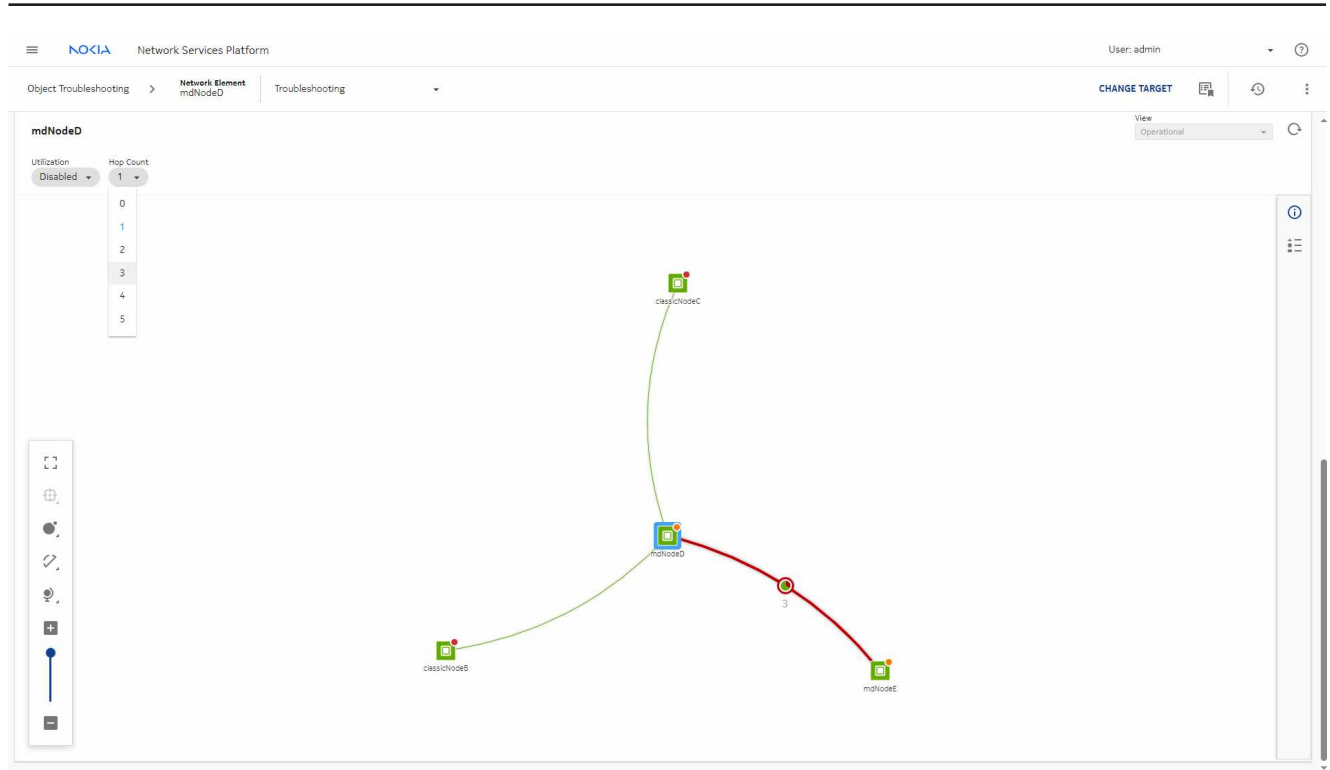 NOKIA Network Services Platform User: admin
Object Troubleshooting > Network Element mdNodeD Troubleshooting CHANGE TARGET
mdNodeD
View
Operational
Utilization Hop Count
Disabled 1
0
1
2
3
4
5
classicNodeC
mdNodeD
3
classicNodeB
mdNodeE